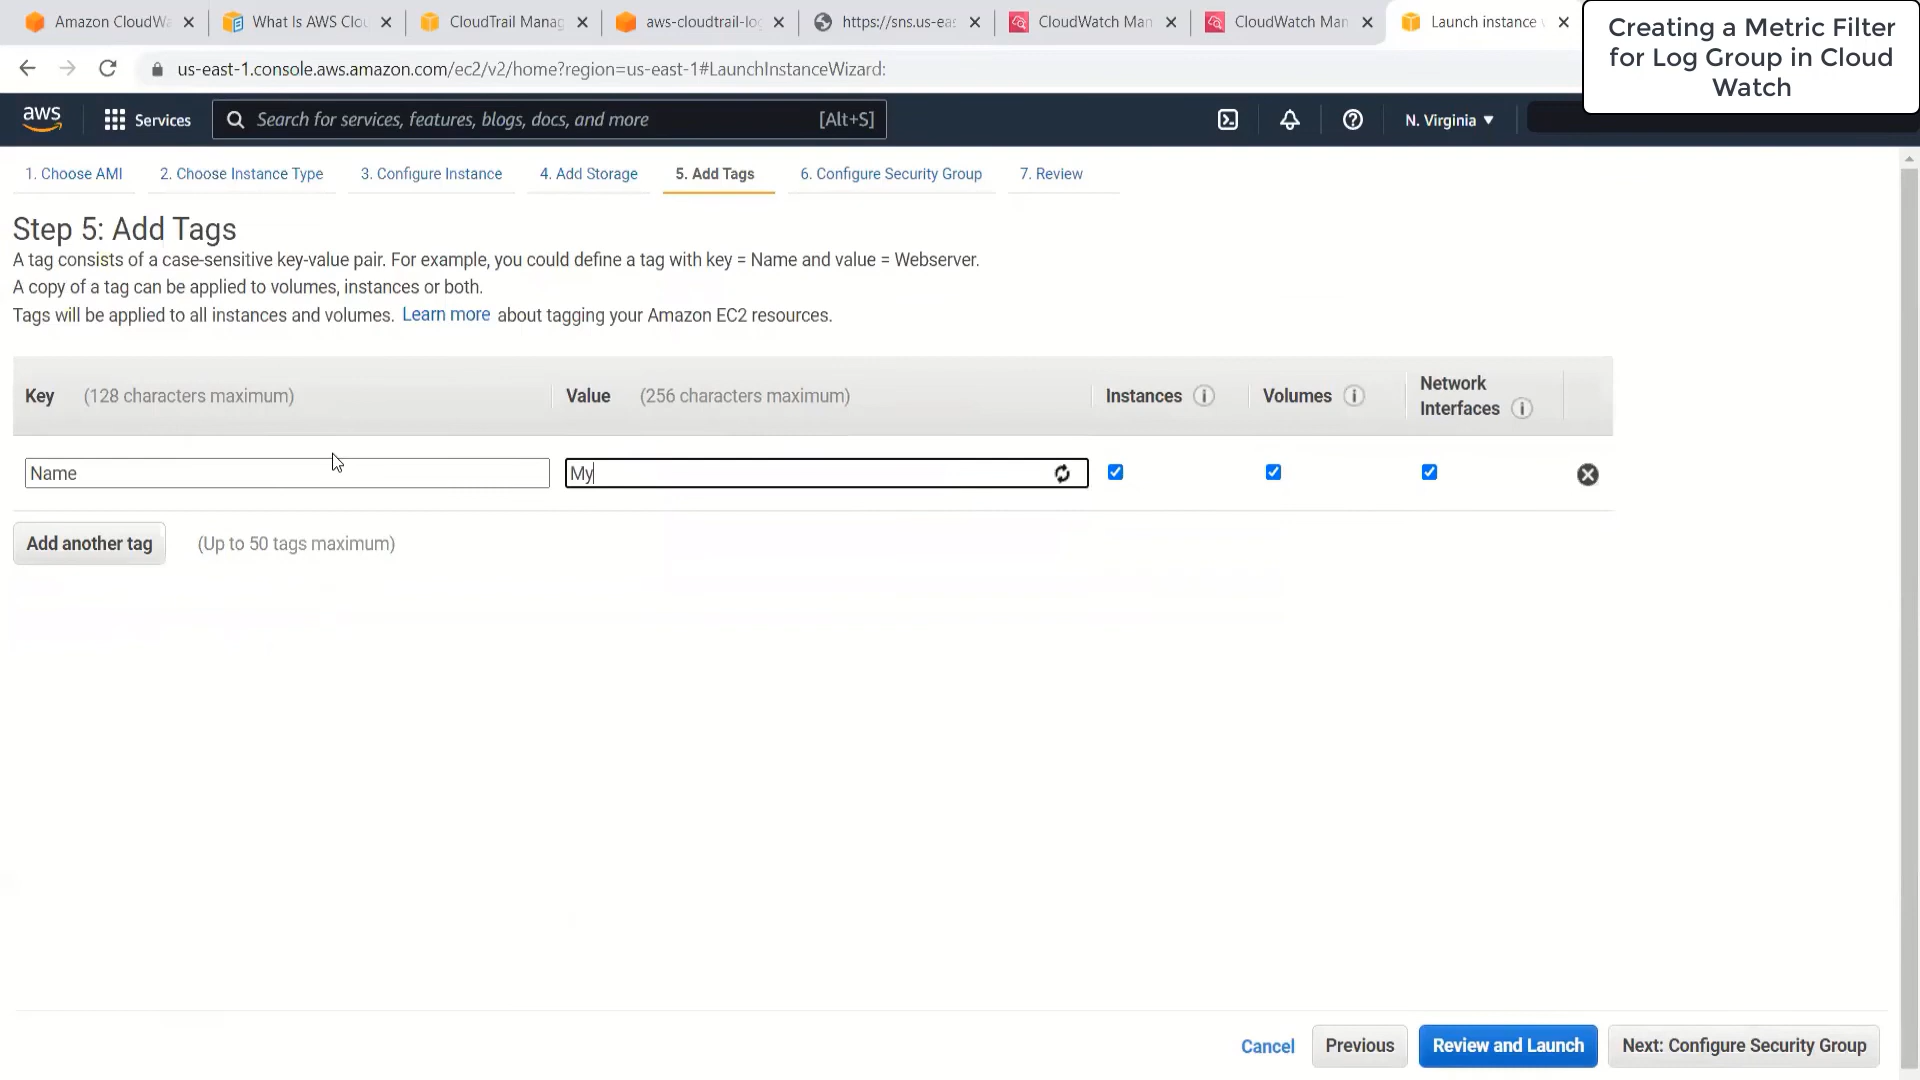 Amazon CloudWa
What Is AWS Clou
CloudTrail Manag
aws-cloudtrail-log
https://sns.us-eas
CloudWatch Man
CloudWatch Man
Launch instance
Creating a Metric Filter
for Log Group in Cloud
Watch
us-east-1.console.aws.amazon.com/ec2/v2/home?region=us-east-1#LaunchInstanceWizard:
aws
Services
Search for services, features, blogs, docs, and more
[Alt+S]
N. Virginia
1. Choose AMI
2. Choose Instance Type
3. Configure Instance
4. Add Storage
5. Add Tags
6. Configure Security Group
7. Review
Step 5: Add Tags
A tag consists of a case-sensitive key-value pair. For example, you could define a tag with key = Name and value = Webserver.
A copy of a tag can be applied to volumes, instances or both.
Tags will be applied to all instances and volumes. Learn more about tagging your Amazon EC2 resources.
Key (128 characters maximum)
Value (256 characters maximum)
Instances
Volumes
Network
Interfaces
Name
My
Add another tag
(Up to 50 tags maximum)
Cancel
Previous
Review and Launch
Next: Configure Security Group